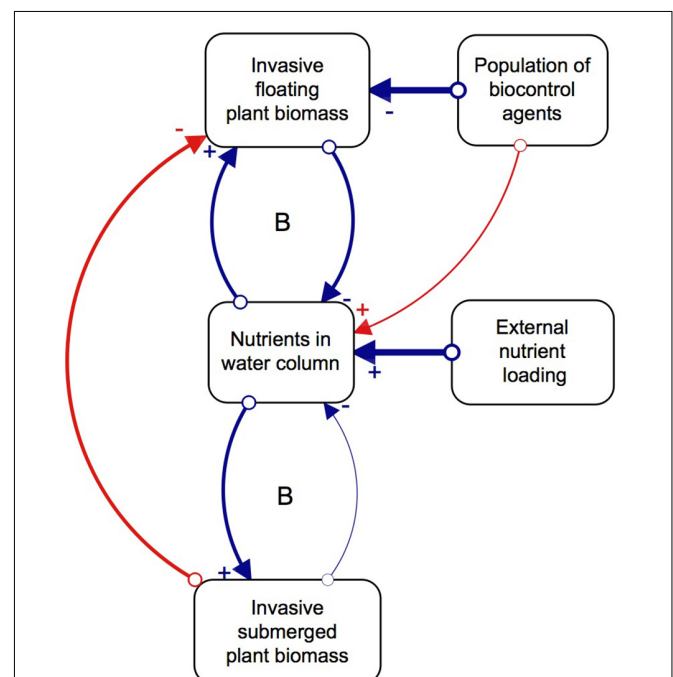 Invasive
floating
plant biomass
Population of
biocontrol
agents
-
-
+
B
-
+
Nutrients in
water column
External
nutrient
loading
+
-
B
+
Invasive
submerged
plant biomass